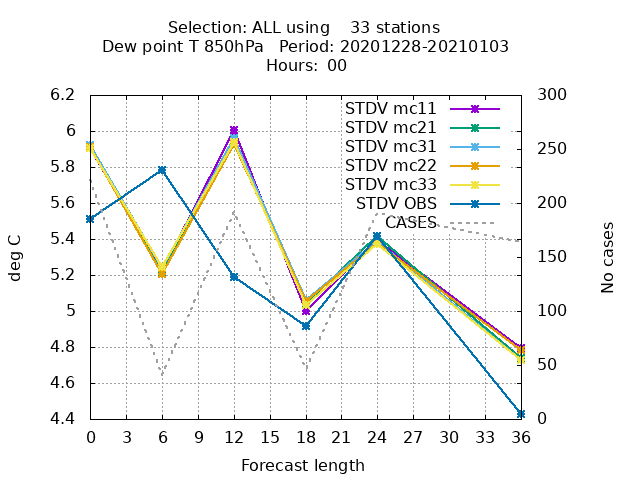 Selection: ALL using 33 stations
Dew point T 850hPa Period: 20201228-20210103
Hours: 00
6.2
6
5.8
5.6
5.4
5.2
5
4.8
4.6
4.4
deg C
STDV mc11
STDV mc21
STDV mc31
STDV mc22
STDV mc33
STDV OBS
CASES
300
250
200
150
100
50
0
No cases
0 3 6 9 12 15 18 21 24 27 30 33 36
Forecast length